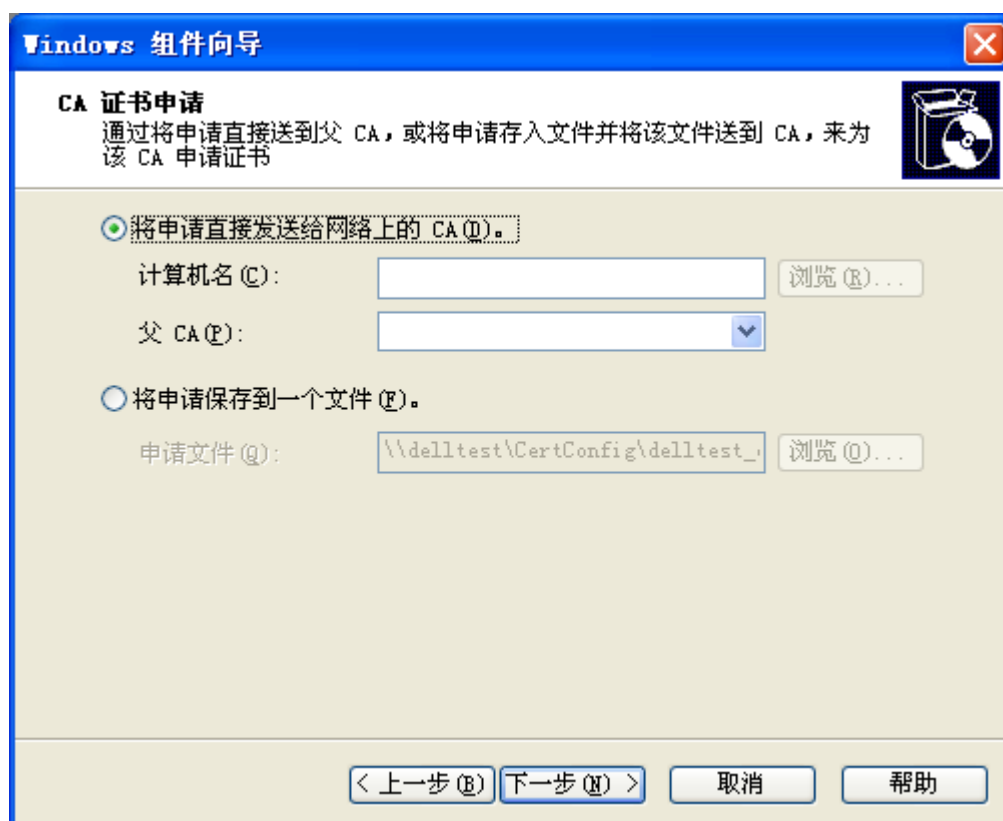 Windows 组件向导
CA 证书申请
通过将申请直接送到父 CA，或将申请存入文件并将该文件送到 CA，来为
该 CA 申请证书
将申请直接发送给网络上的 CA(D)。
计算机名(C):
浏览(R)...
父 CA(P):
将申请保存到一个文件(F)。
申请文件(Q):
\\delltest\CertConfig\delltest_
浏览(O)...
< 上一步(B)
下一步(N) >
取消
帮助